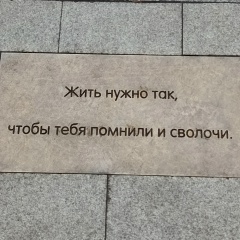 Жить нужно так,
чтобы тебя помнили и сволочи.